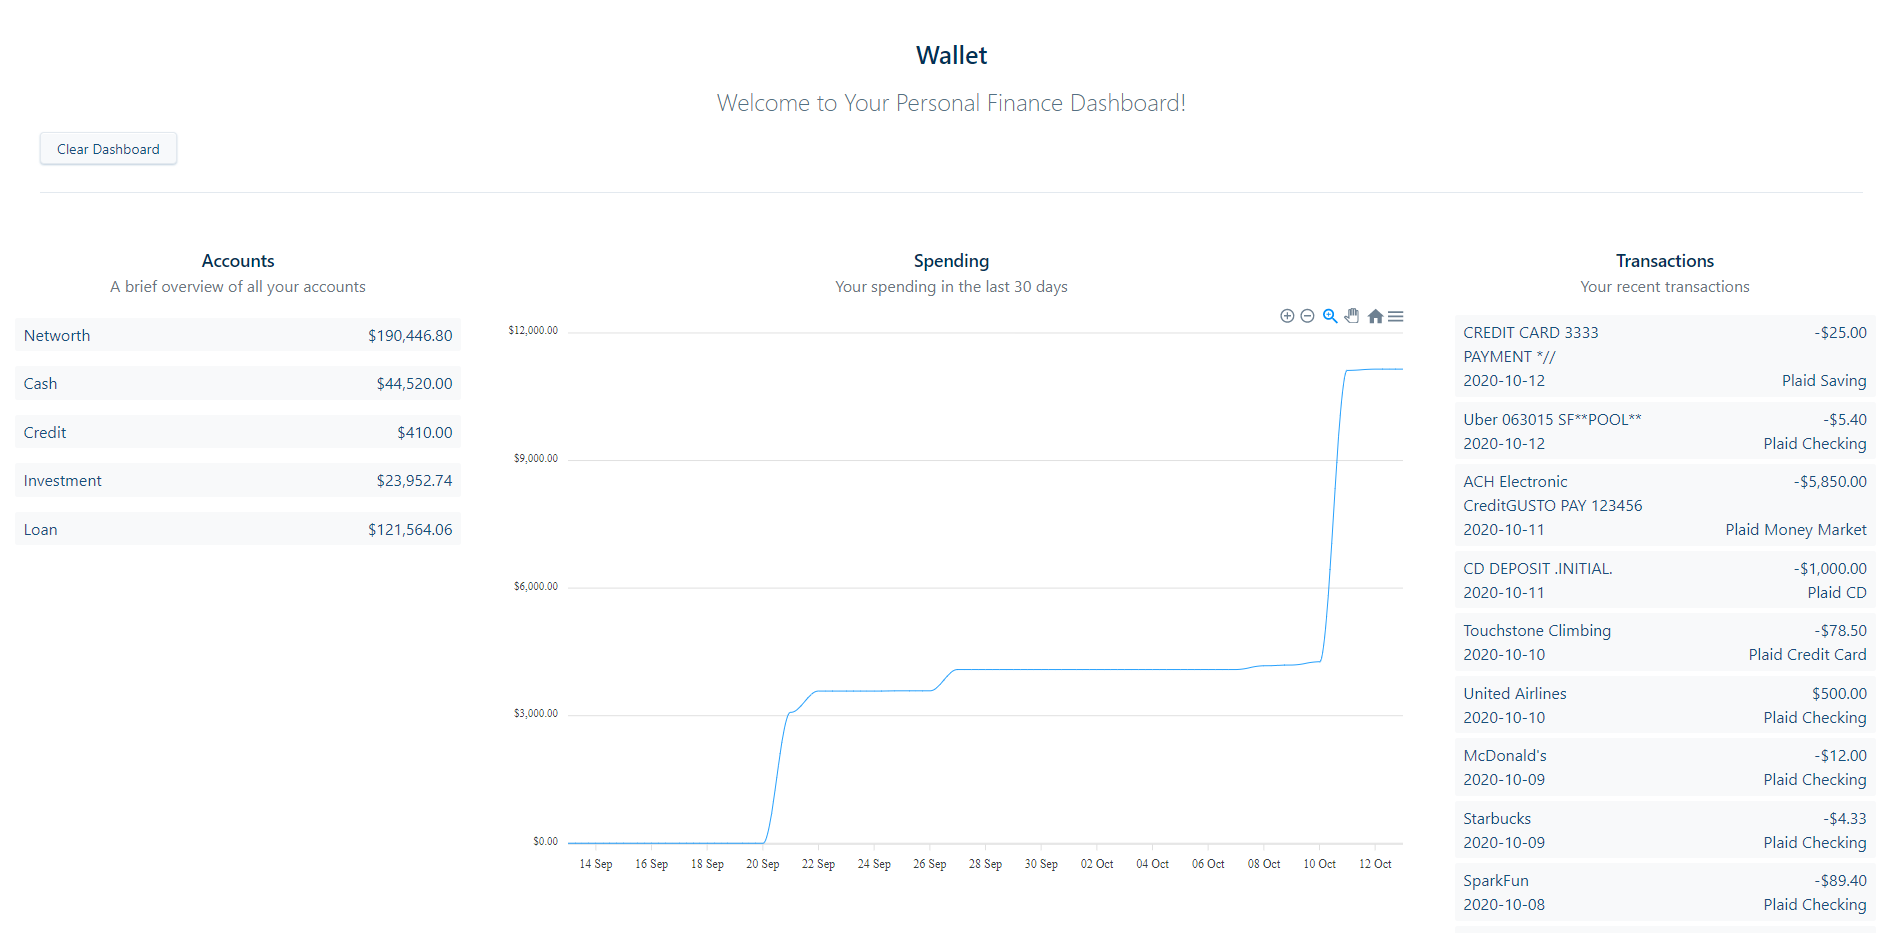 Wallet
Welcome to Your Personal Finance Dashboard!
Clear Dashboard
Accounts
A brief overview of all your accounts
Networth $190,446.80
Cash $44,520.00
Credit $410.00
Investment $23,952.74
Loan $121,564.06
Spending
Your spending in the last 30 days
$12,000.00
$9,000.00
$6,000.00
$3,000.00
$0.00
14 Sep 16 Sep 18 Sep 20 Sep 22 Sep 24 Sep 26 Sep 28 Sep 30 Sep 02 Oct 04 Oct 06 Oct 08 Oct 10 Oct 12 Oct
Transactions
Your recent transactions
CREDIT CARD 3333 -$25.00
PAYMENT *//
2020-10-12 Plaid Saving
Uber 063015 SF**POOL** -$5.40
2020-10-12 Plaid Checking
ACH Electronic -$5,850.00
CreditGUSTO PAY 123456
2020-10-11 Plaid Money Market
CD DEPOSIT .INITIAL. -$1,000.00
2020-10-11 Plaid CD
Touchstone Climbing -$78.50
2020-10-10 Plaid Credit Card
United Airlines $500.00
2020-10-10 Plaid Checking
McDonald's -$12.00
2020-10-09 Plaid Checking
Starbucks -$4.33
2020-10-09 Plaid Checking
SparkFun -$89.40
2020-10-08 Plaid Checking